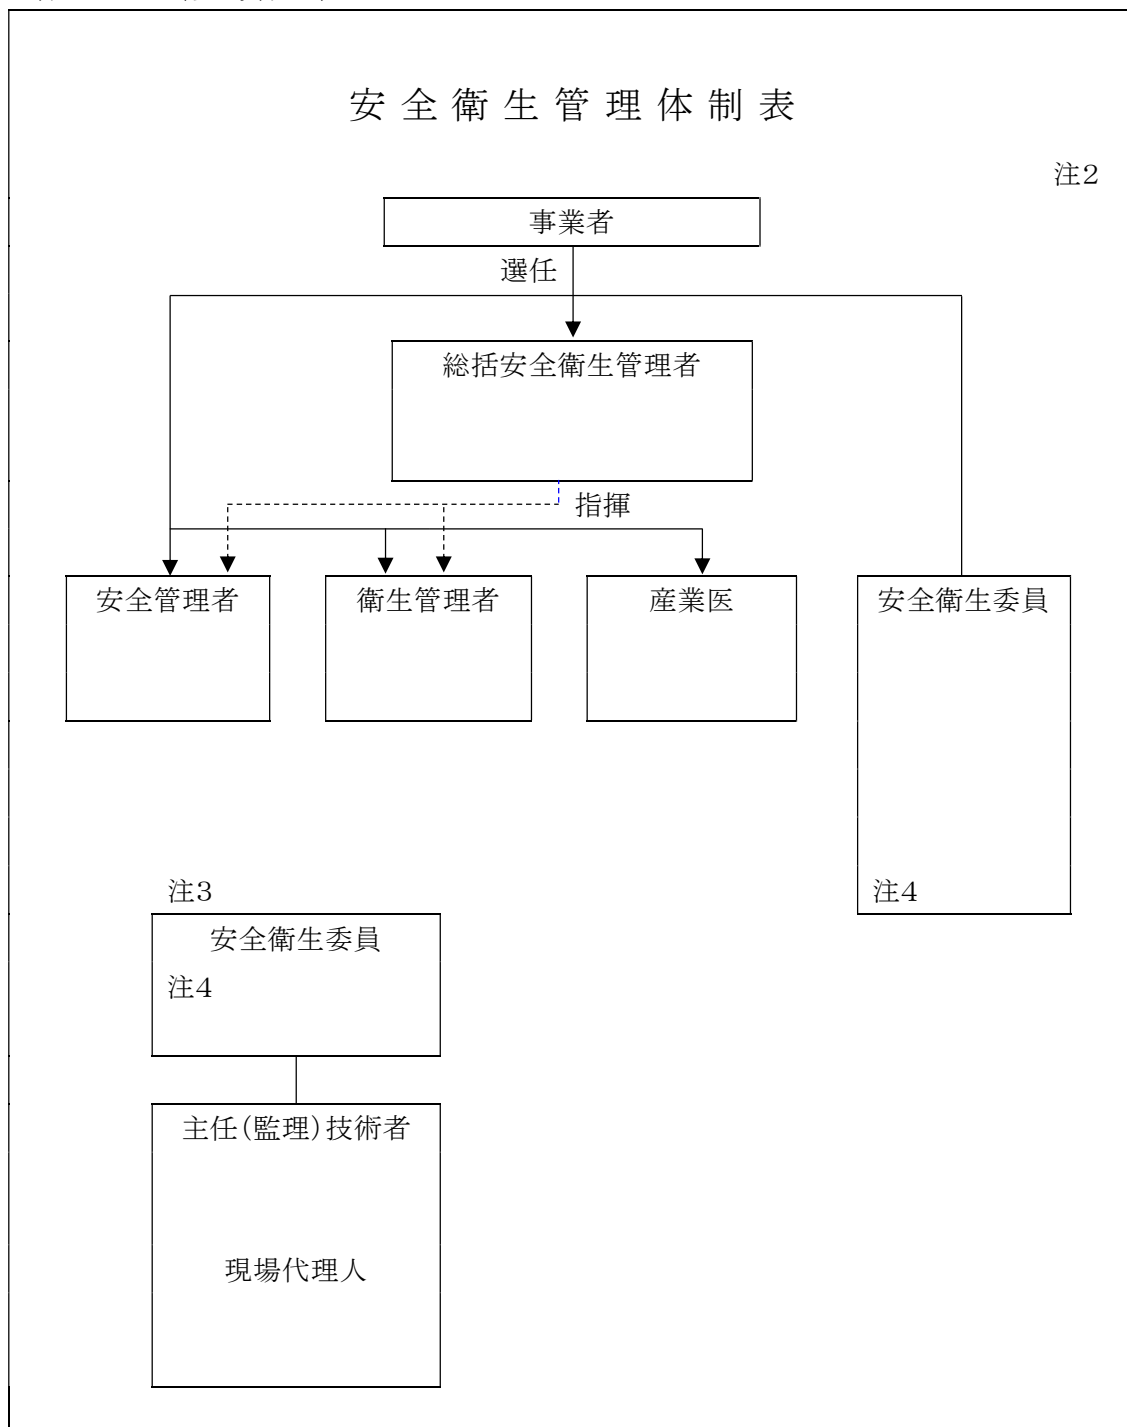 安全衛生管理体制表
注2
事業者
選任
総括安全衛生管理者
指揮
安全管理者
衛生管理者
産業医
安全衛生委員
注4
注3
安全衛生委員
注4
主任(監理)技術者
現場代理人